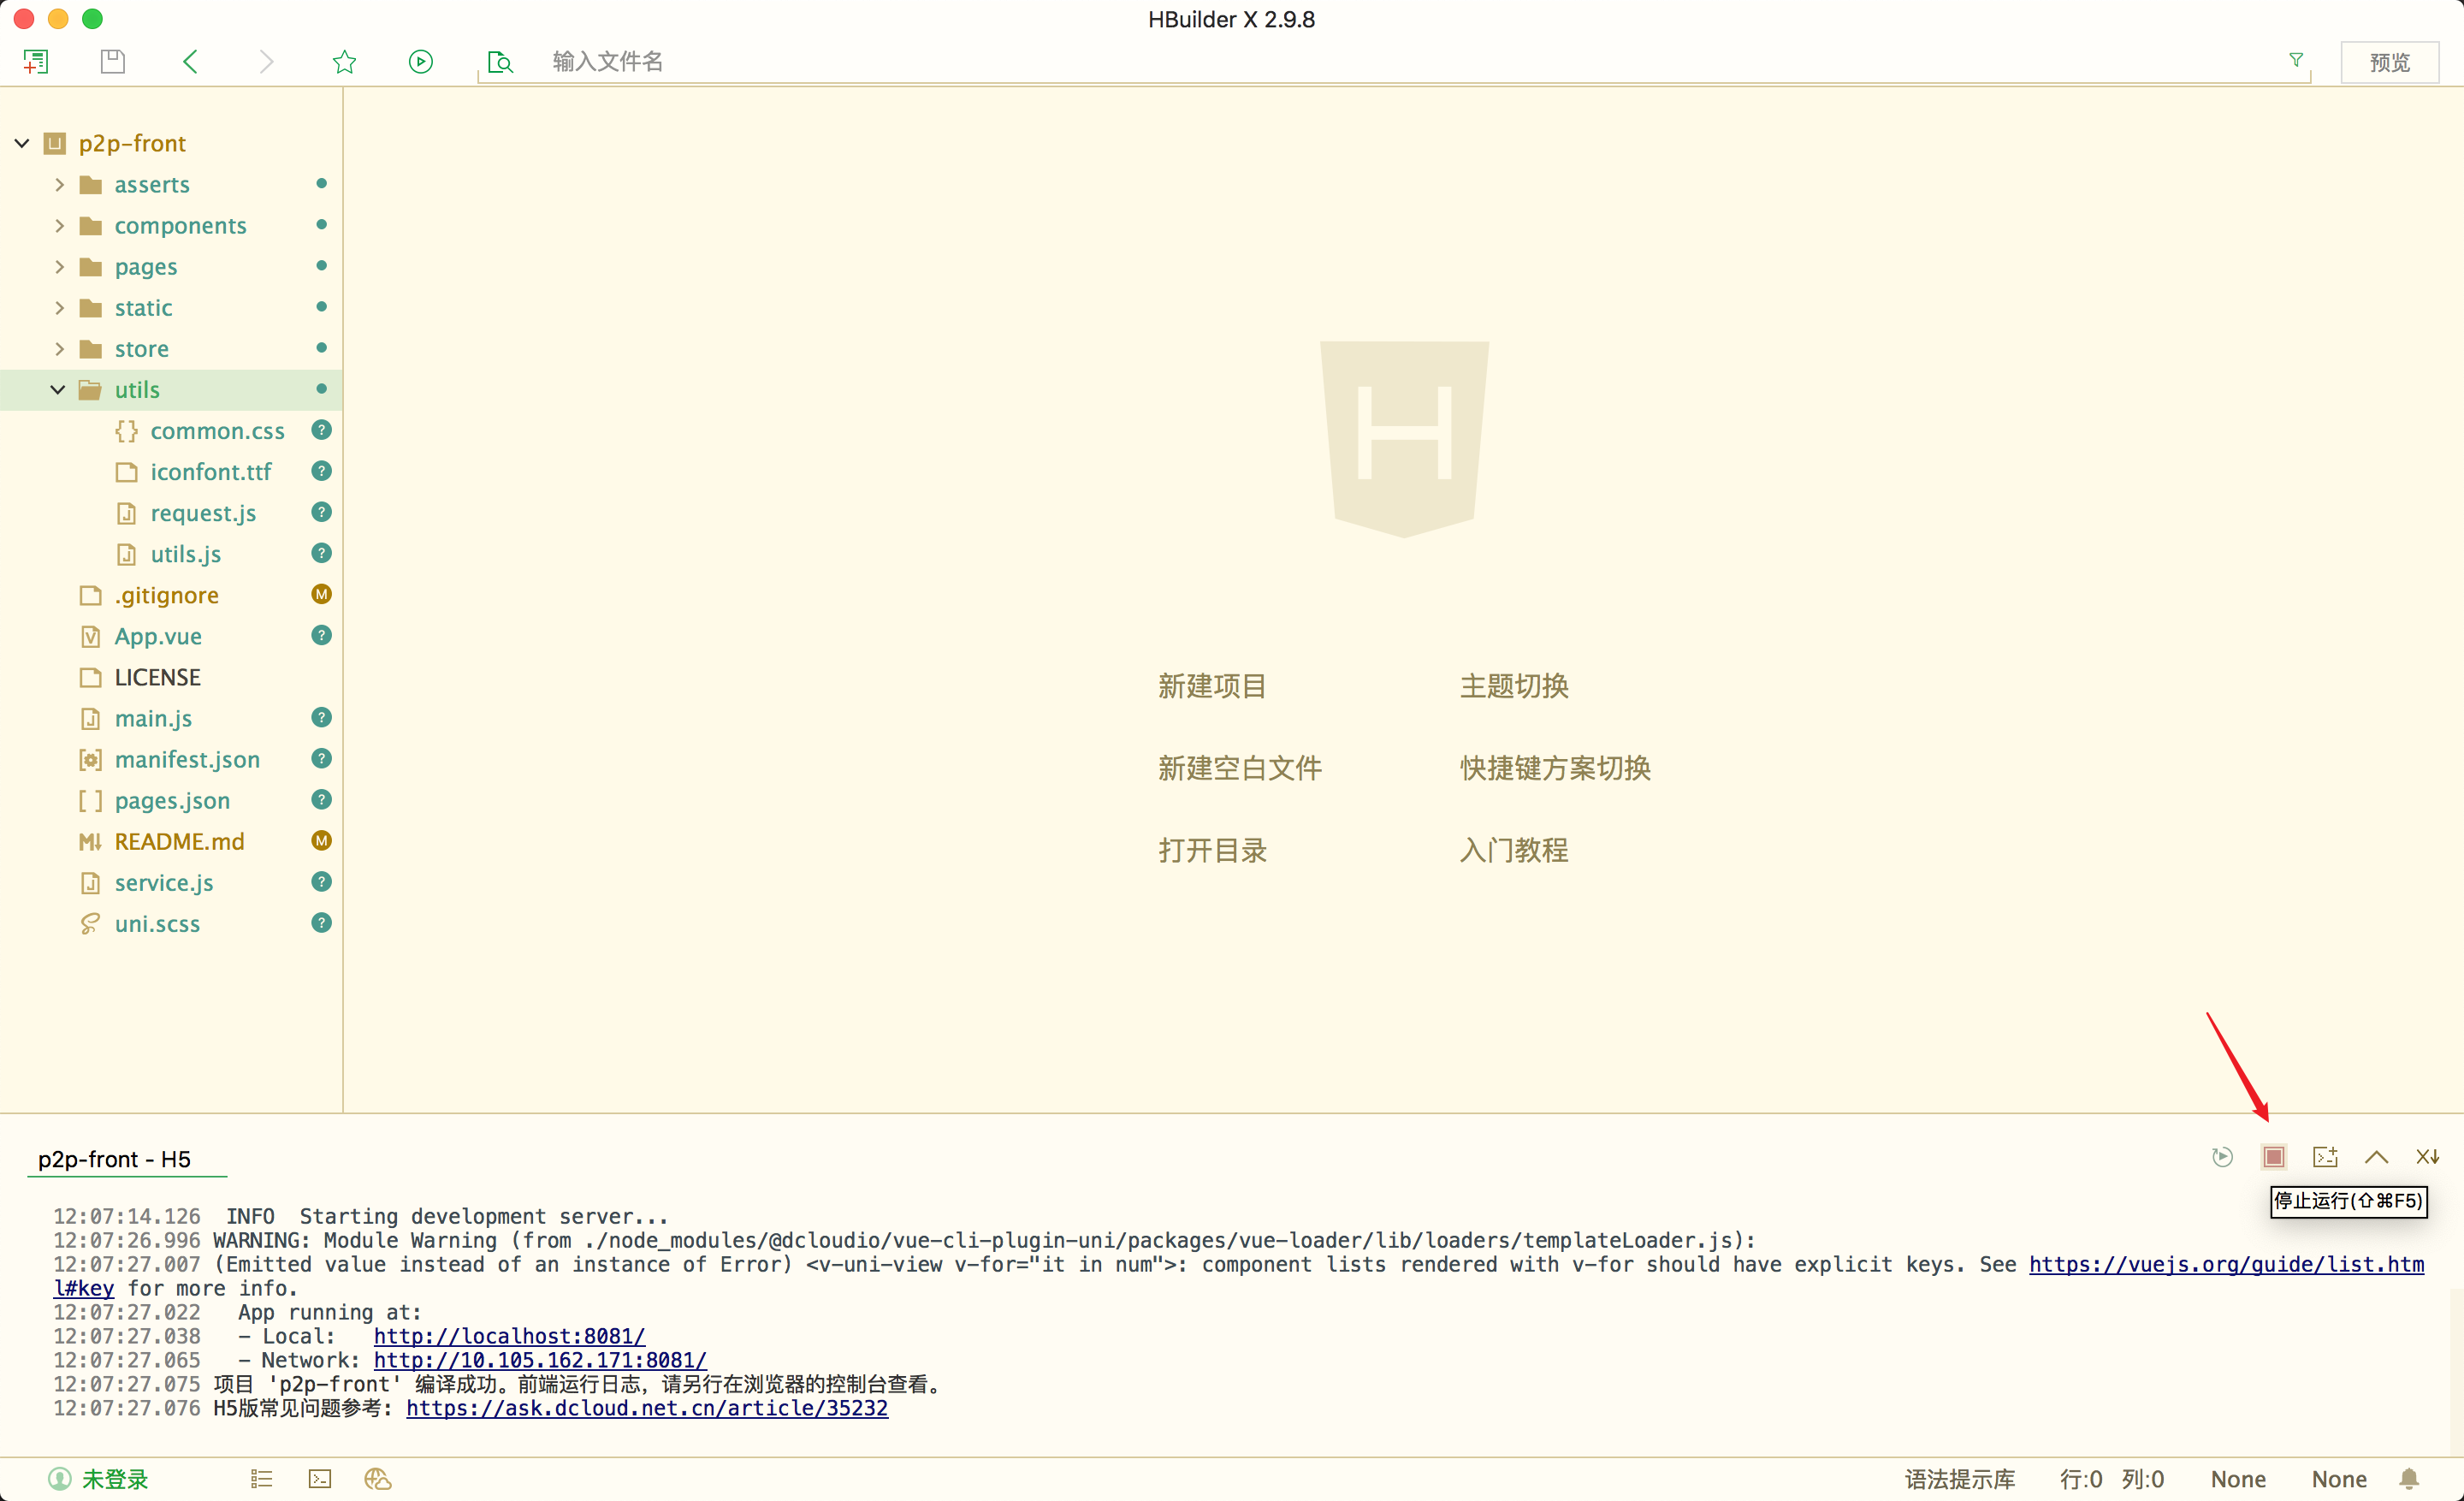 HBuilder X 2.9.8
输入文件名
预览
p2p-front
asserts
components
pages
static
store
utils
common.css ?
iconfont.ttf ?
request.js ?
utils.js ?
.gitignore M
App.vue ?
LICENSE
main.js ?
manifest.json ?
pages.json ?
README.md M
service.js ?
uni.scss ?
H
新建项目 主题切换
新建空白文件 快捷键方案切换
打开目录 入门教程
p2p-front - H5
停止运行(⇧⌘F5)
12:07:14.126  INFO  Starting development server...
12:07:26.996 WARNING: Module Warning (from ./node_modules/@dcloudio/vue-cli-plugin-uni/packages/vue-loader/lib/loaders/templateLoader.js):
12:07:27.007 (Emitted value instead of an instance of Error) <v-uni-view v-for="it in num">: component lists rendered with v-for should have explicit keys. See https://vuejs.org/guide/list.htm
l#key for more info.
12:07:27.022   App running at:
12:07:27.038   - Local:   http://localhost:8081/
12:07:27.065   - Network: http://10.105.162.171:8081/
12:07:27.075 项目 'p2p-front' 编译成功。前端运行日志，请另行在浏览器的控制台查看。
12:07:27.076 H5版常见问题参考: https://ask.dcloud.net.cn/article/35232
未登录
语法提示库 行:0 列:0 None None